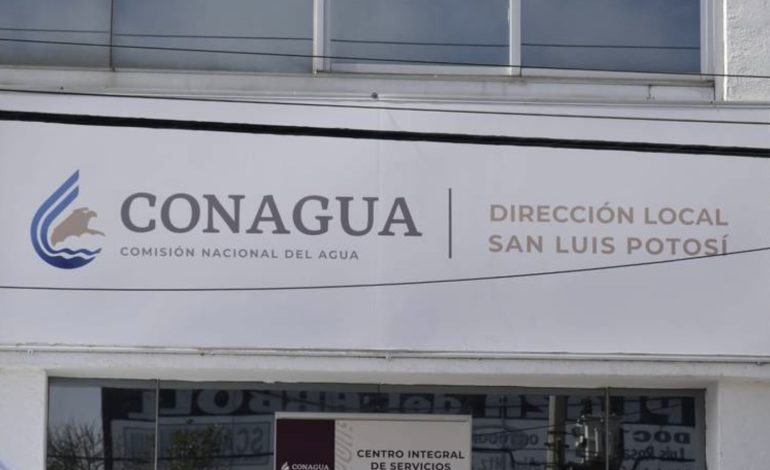 CONAGUA
COMISIÓN NACIONAL DEL AGUA
DIRECCIÓN LOCAL
SAN LUIS POTOSÍ
CONAGUA
CENTRO INTEGRAL
DE SERVICIOS